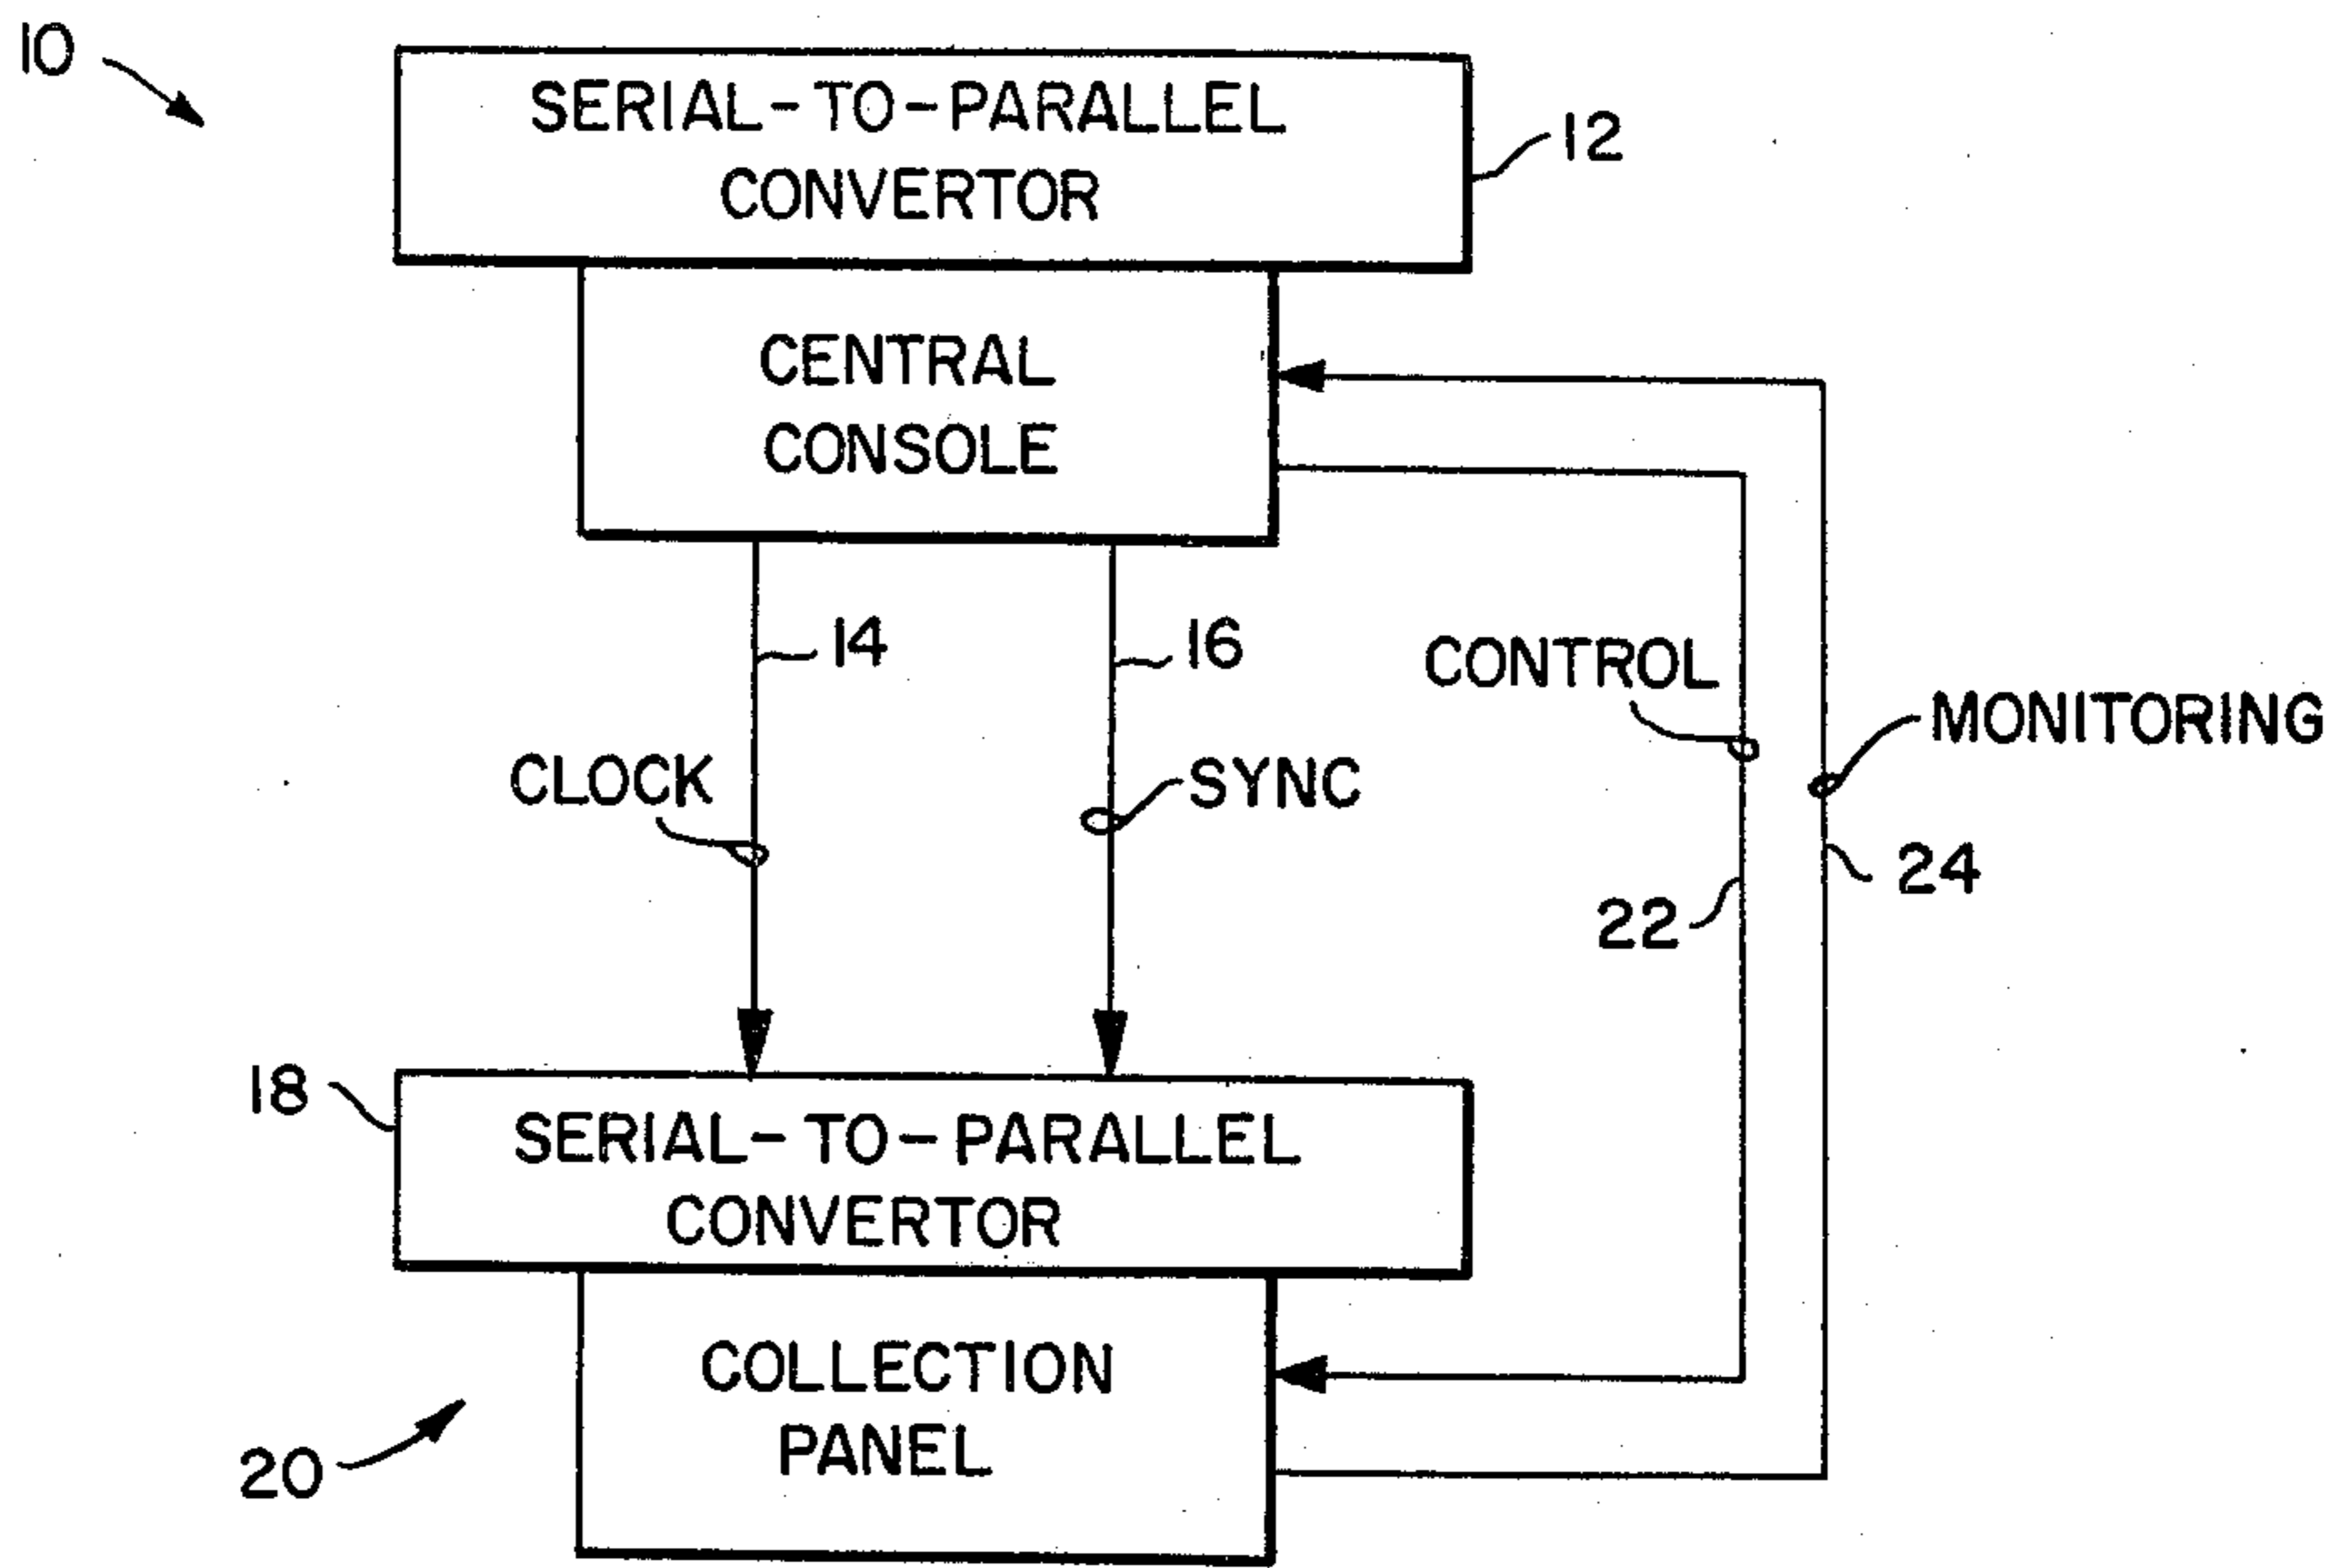 10
SERIAL-TO-PARALLEL
CONVERTOR
12
CENTRAL
CONSOLE
14
16
CONTROL
MONITORING
CLOCK
SYNC
24
22
18
SERIAL-TO-PARALLEL
CONVERTOR
COLLECTION
PANEL
20